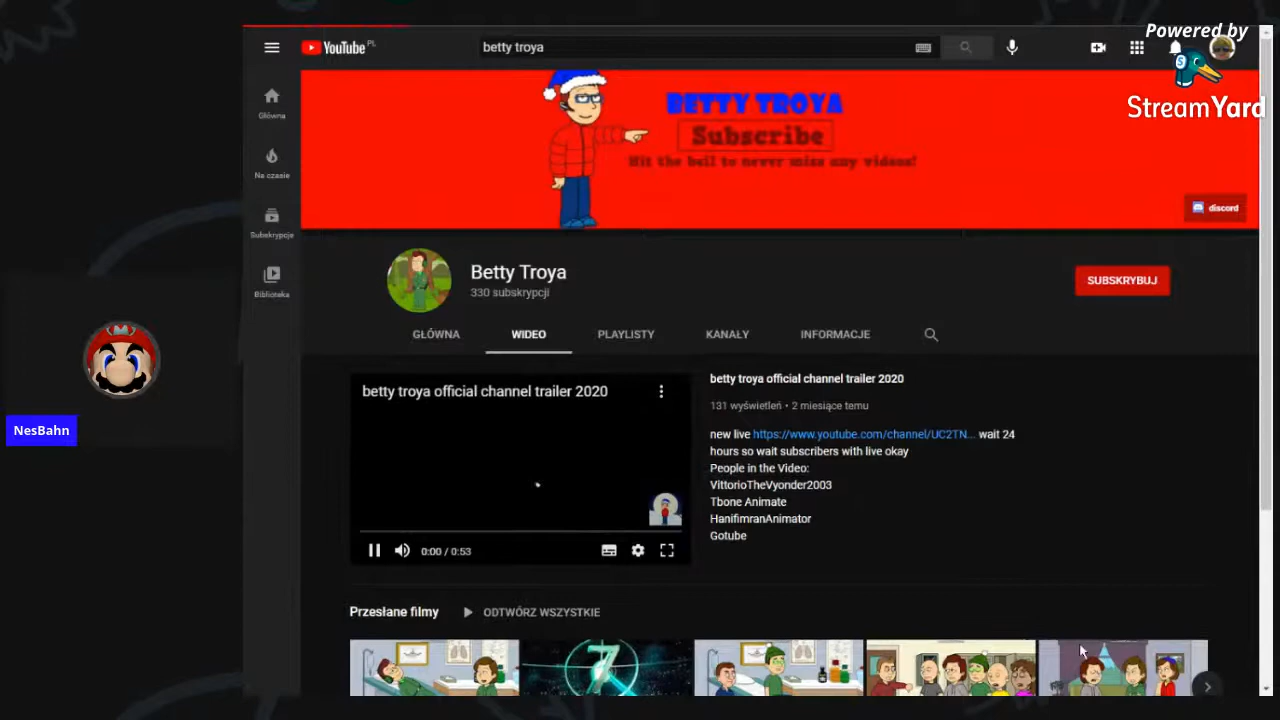 Powered by
StreamYard
YouTube PL
betty troya
Główna
Na czasie
Subskrypcje
Biblioteka
BETTY TROYA
Subscribe
Hit the bell to never miss any videos!
discord
Betty Troya
330 subskrypcji
SUBSKRYBUJ
GŁÓWNA WIDEO PLAYLISTY KANAŁY INFORMACJE
betty troya official channel trailer 2020
0:00 / 0:53
betty troya official channel trailer 2020
131 wyświetleń • 2 miesiące temu
new live https://www.youtube.com/channel/UC2TN... wait 24
hours so wait subscribers with live okay
People in the Video:
VittorioTheVyonder2003
Tbone Animate
HanifimranAnimator
Gotube
NesBahn
Przesłane filmy ODTWÓRZ WSZYSTKIE
7